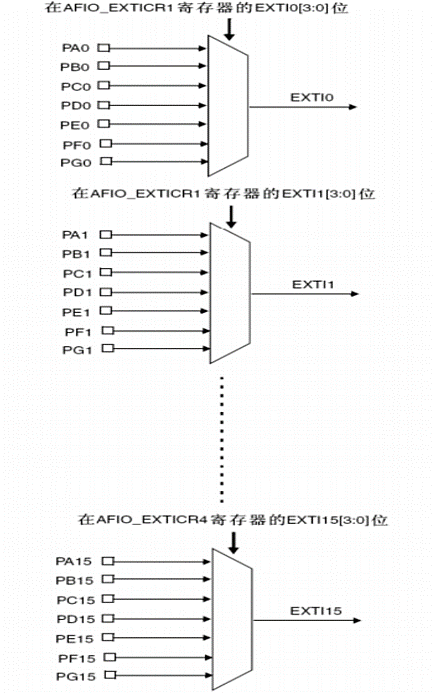 在AFIO_EXTICR1寄存器的EXTI0[3:0]位
PA0
PB0
PC0
PD0
PE0
PF0
PG0
EXTI0
在AFIO_EXTICR1寄存器的EXTI1[3:0]位
PA1
PB1
PC1
PD1
PE1
PF1
PG1
EXTI1
在AFIO_EXTICR4寄存器的EXTI15[3:0]位
PA15
PB15
PC15
PD15
PE15
PF15
PG15
EXTI15